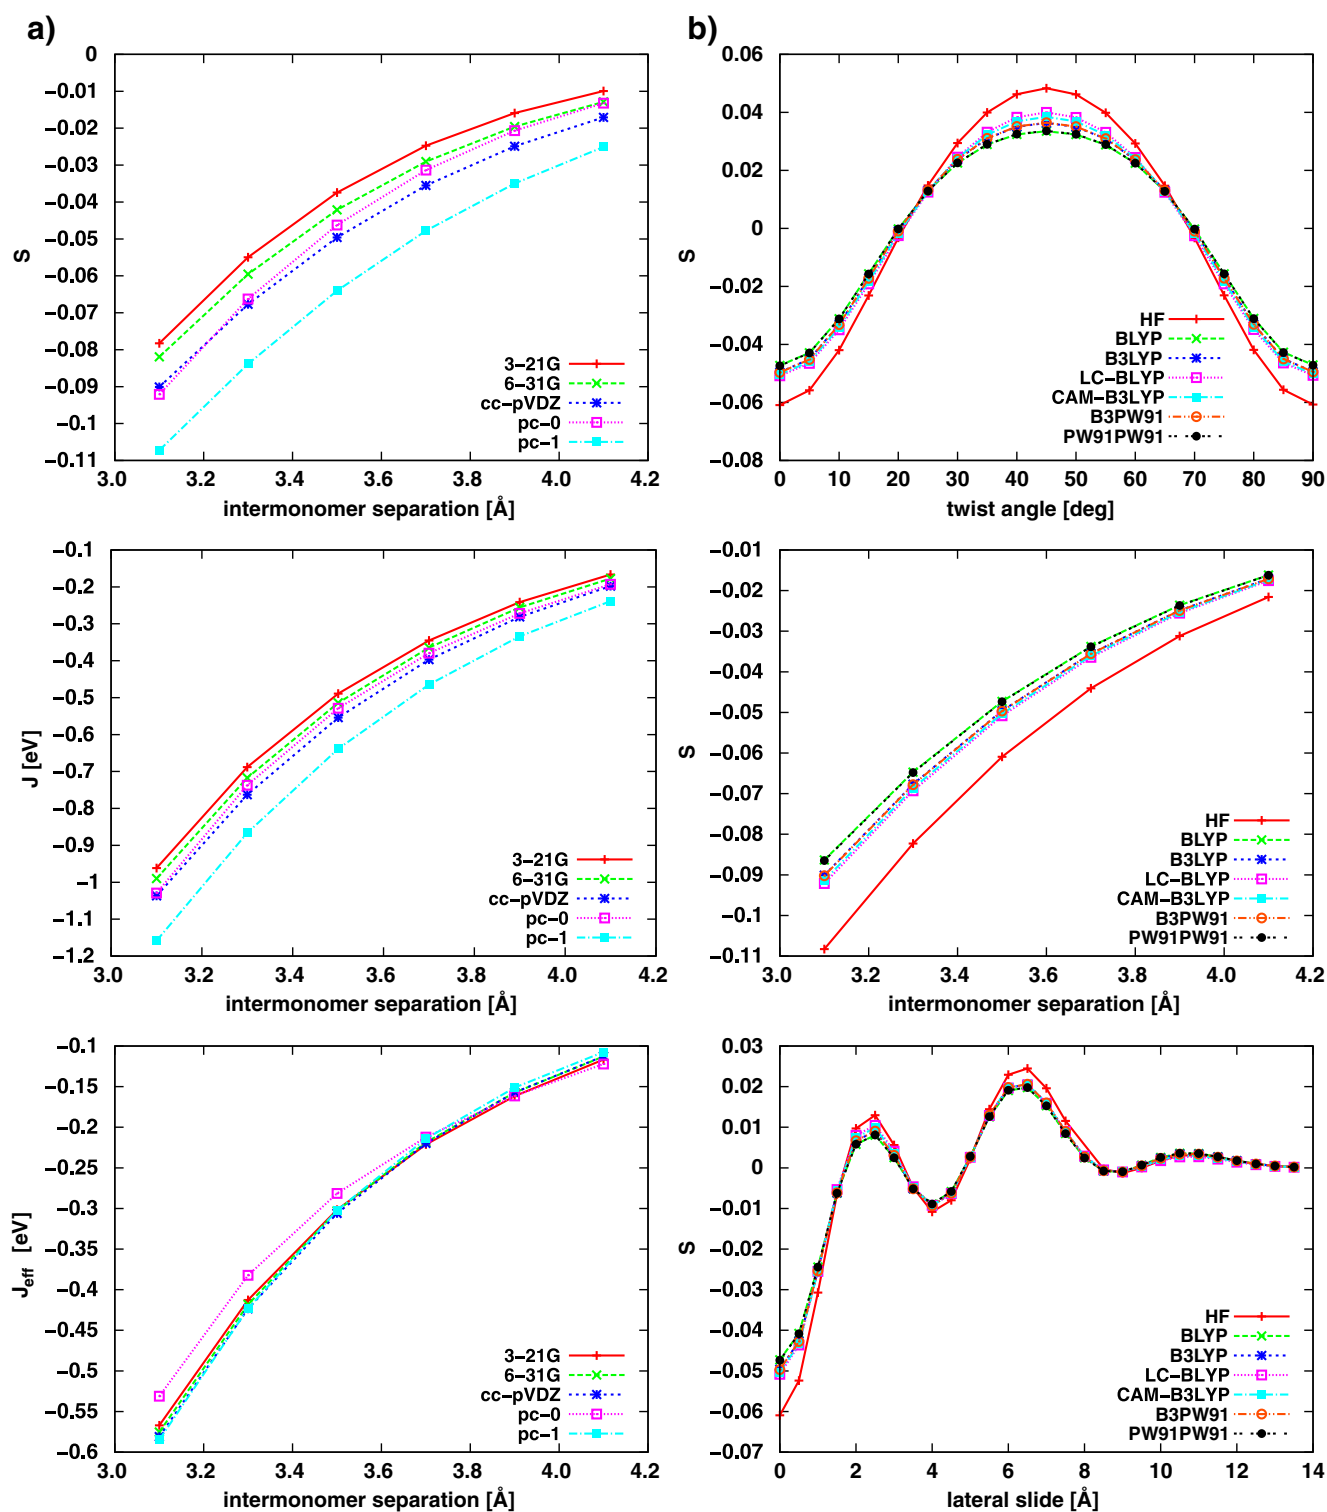 a)
0
−0.01
−0.02
−0.03
−0.04
−0.05
−0.06
−0.07
−0.08
−0.09
−0.1
−0.11
S
3−21G
6−31G
cc−pVDZ
pc−0
pc−1
3.0 3.2 3.4 3.6 3.8 4.0 4.2
intermonomer separation [Å]
b)
0.06
0.04
0.02
0
−0.02
−0.04
−0.06
−0.08
S
HF
BLYP
B3LYP
LC−BLYP
CAM−B3LYP
B3PW91
PW91PW91
0 10 20 30 40 50 60 70 80 90
twist angle [deg]
−0.1
−0.2
−0.3
−0.4
−0.5
−0.6
−0.7
−0.8
−0.9
−1
−1.1
−1.2
J [eV]
3−21G
6−31G
cc−pVDZ
pc−0
pc−1
3.0 3.2 3.4 3.6 3.8 4.0 4.2
intermonomer separation [Å]
−0.01
−0.02
−0.03
−0.04
−0.05
−0.06
−0.07
−0.08
−0.09
−0.1
−0.11
S
HF
BLYP
B3LYP
LC−BLYP
CAM−B3LYP
B3PW91
PW91PW91
3.0 3.2 3.4 3.6 3.8 4.0 4.2
intermonomer separation [Å]
−0.1
−0.15
−0.2
−0.25
−0.3
−0.35
−0.4
−0.45
−0.5
−0.55
−0.6
Jeff [eV]
3−21G
6−31G
cc−pVDZ
pc−0
pc−1
3.0 3.2 3.4 3.6 3.8 4.0 4.2
intermonomer separation [Å]
0.03
0.02
0.01
0
−0.01
−0.02
−0.03
−0.04
−0.05
−0.06
−0.07
S
HF
BLYP
B3LYP
LC−BLYP
CAM−B3LYP
B3PW91
PW91PW91
0 2 4 6 8 10 12 14
lateral slide [Å]